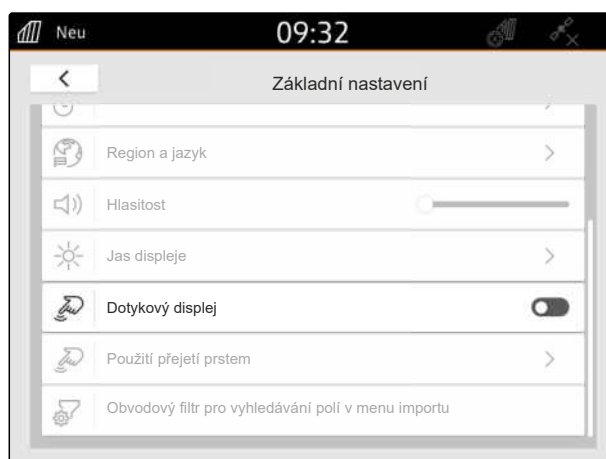 Neu
09:32
Základní nastavení
Region a jazyk
Hlasitost
Jas displeje
Dotykový displej
Použití přejetí prstem
Obvodový filtr pro vyhledávání polí v menu importu